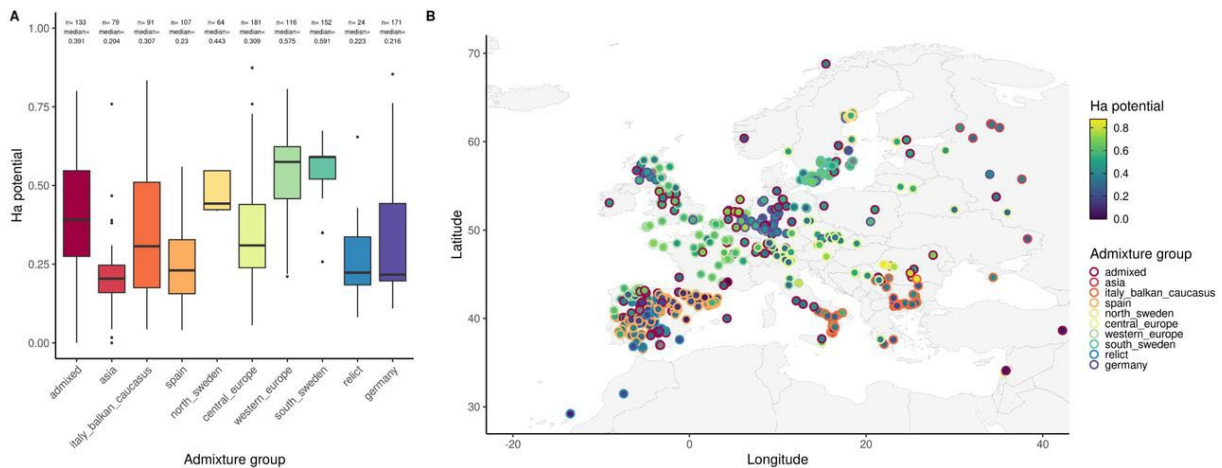 A
n= 133 n= 79 n= 91 n= 107 n= 64 n= 181 n= 116 n= 152 n= 24 n= 171
median= median= median= median= median= median= median= median= median= median=
0.391 0.204 0.307 0.23 0.443 0.309 0.575 0.591 0.223 0.216
1.00
0.75
0.50
0.25
0.00
Ha potential
admixed
asia
italy_balkan_caucasus
spain
north_sweden
central_europe
western_europe
south_sweden
relict
germany
Admixture group
B
70
60
50
40
30
Latitude
-20 0 20 40
Longitude
Ha potential
0.8
0.6
0.4
0.2
0.0
Admixture group
admixed
asia
italy_balkan_caucasus
spain
north_sweden
central_europe
western_europe
south_sweden
relict
germany